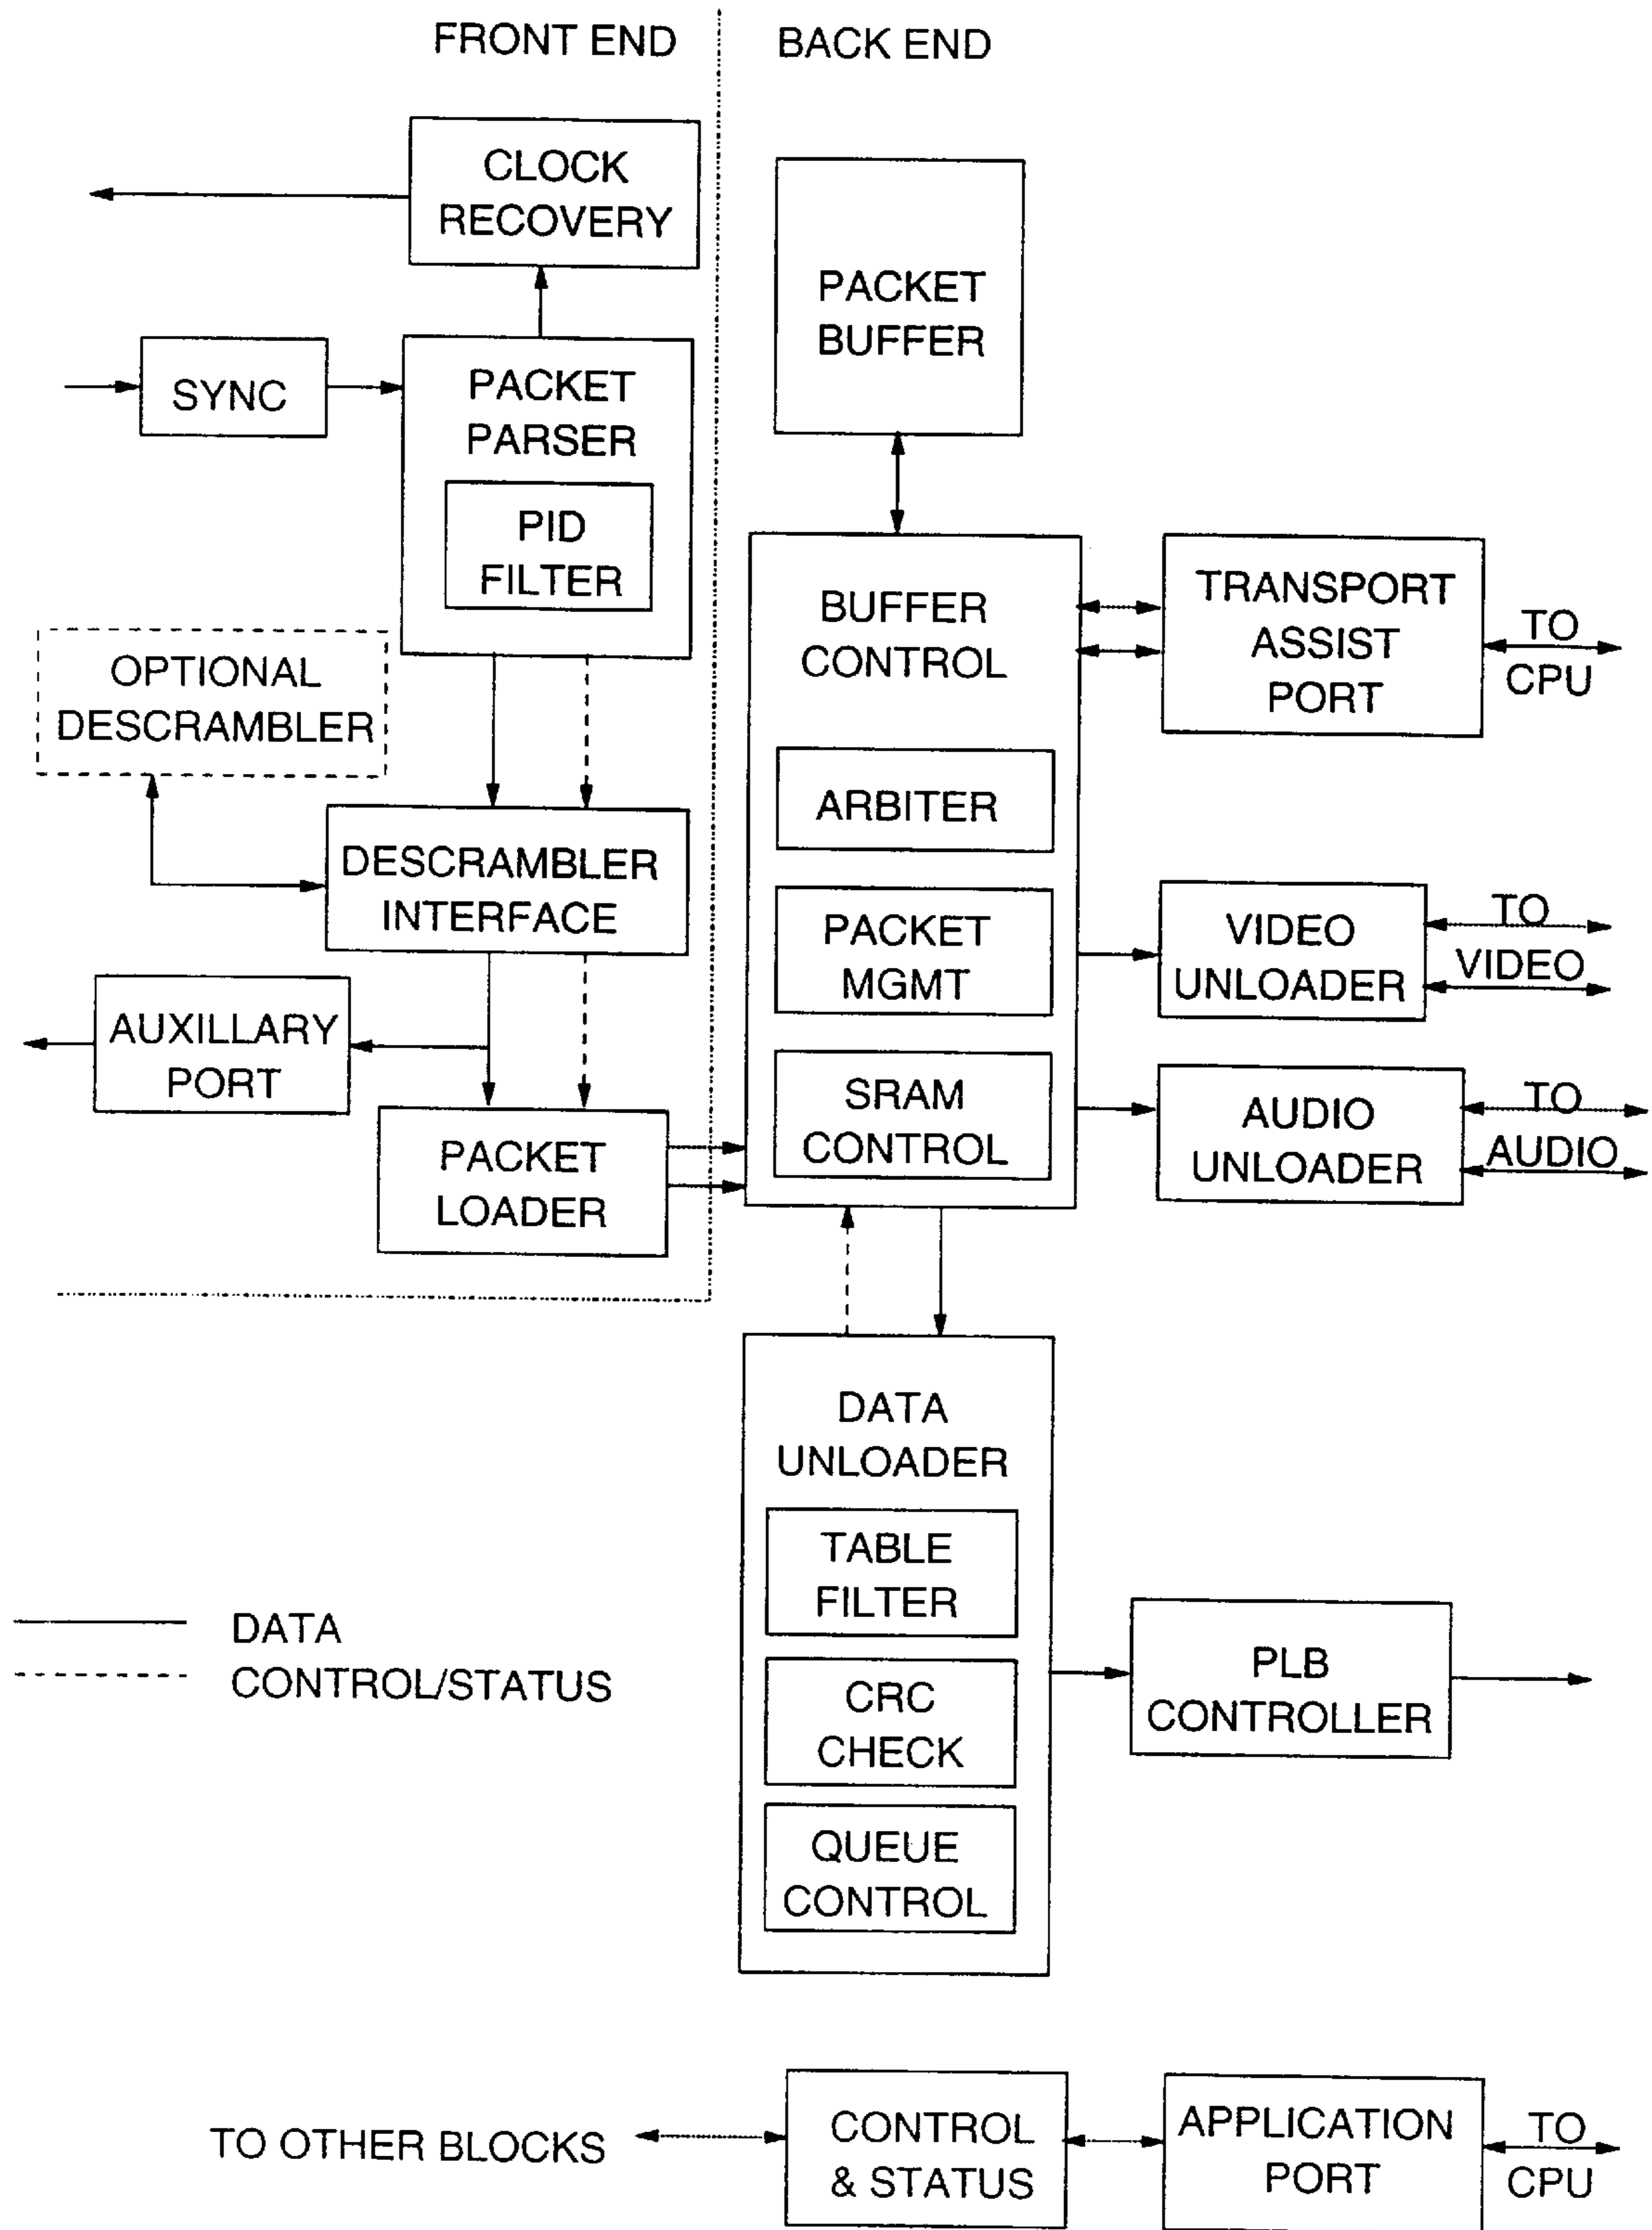 FRONT END
BACK END
CLOCK
RECOVERY
PACKET
BUFFER
SYNC
PACKET
PARSER
PID
FILTER
OPTIONAL
DESCRAMBLER
BUFFER
CONTROL
TRANSPORT
ASSIST
PORT
TO
CPU
ARBITER
DESCRAMBLER
INTERFACE
PACKET
MGMT
VIDEO
UNLOADER
TO
VIDEO
AUXILLARY
PORT
SRAM
CONTROL
AUDIO
UNLOADER
TO
AUDIO
PACKET
LOADER
DATA
UNLOADER
TABLE
FILTER
DATA
CONTROL/STATUS
CRC
CHECK
PLB
CONTROLLER
QUEUE
CONTROL
TO OTHER BLOCKS
CONTROL
& STATUS
APPLICATION
PORT
TO
CPU